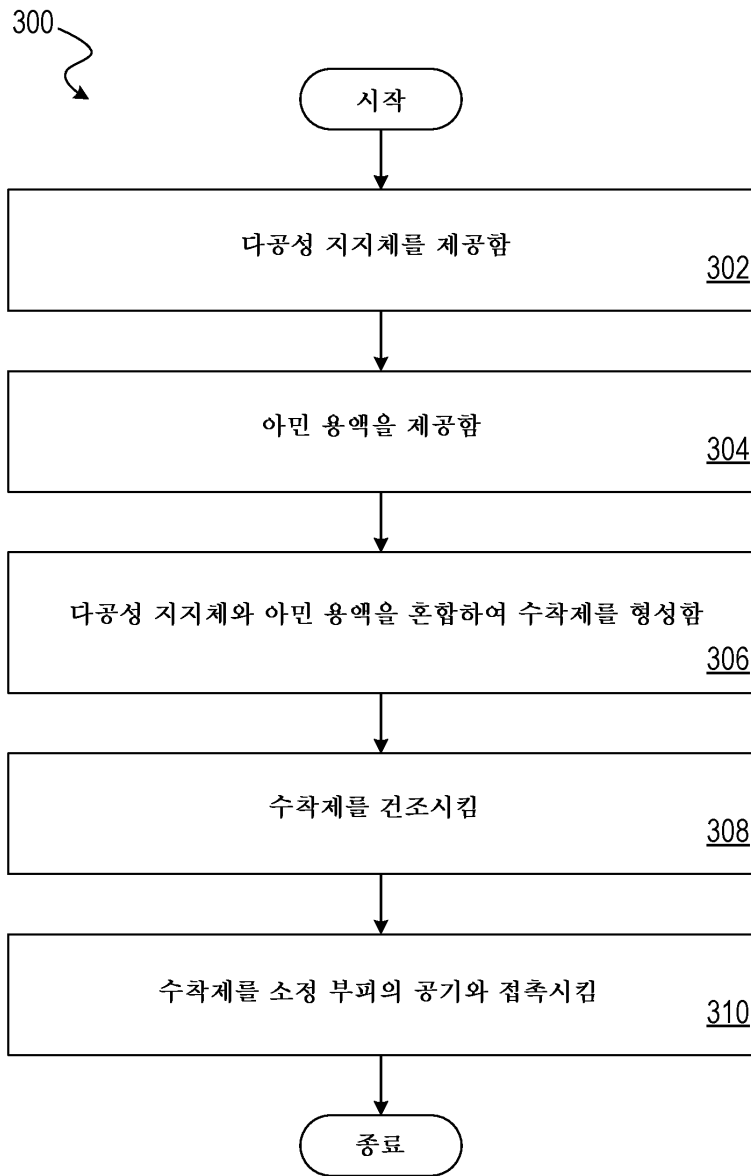 300
시작
다공성 지지체를 제공함
302
아민 용액을 제공함
304
다공성 지지체와 아민 용액을 혼합하여 수착제를 형성함
306
수착제를 건조시킴
308
수착제를 소정 부피의 공기와 접촉시킴
310
종료